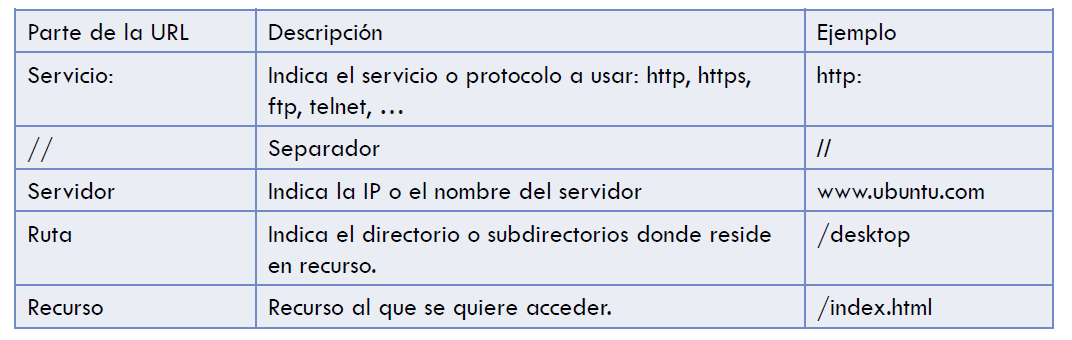 Parte de la URL Descripción Ejemplo
Servicio: Indica el servicio o protocolo a usar: http, https, http:
ftp, telnet, …
// Separador //
Servidor Indica la IP o el nombre del servidor www.ubuntu.com
Ruta Indica el directorio o subdirectorios donde reside /desktop
en recurso.
Recurso Recurso al que se quiere acceder. /index.html